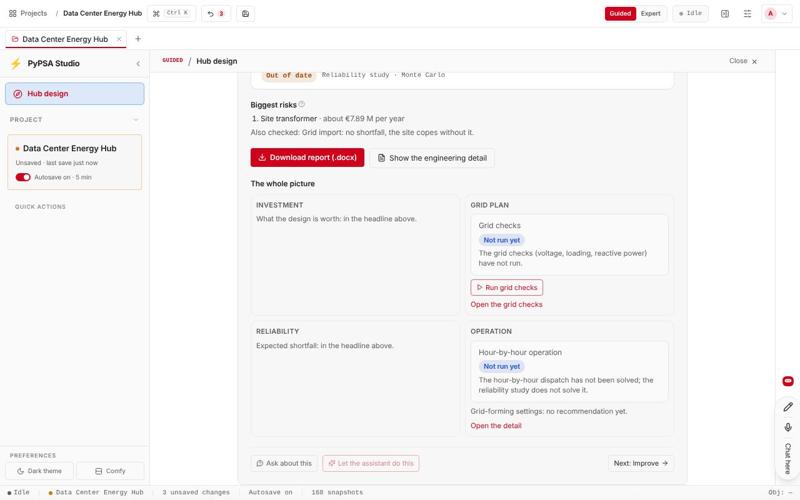 Projects / Data Center Energy Hub Ctrl K 3 Guided Expert Idle A
Data Center Energy Hub
PyPSA Studio
Hub design
PROJECT
Data Center Energy Hub
Unsaved · last save just now
Autosave on · 5 min
QUICK ACTIONS
PREFERENCES
Dark theme Comfy
GUIDED / Hub design Close
Out of date Reliability study · Monte Carlo
Biggest risks
1. Site transformer · about €7.89 M per year
Also checked: Grid import: no shortfall, the site copes without it.
Download report (.docx) Show the engineering detail
The whole picture
INVESTMENT
What the design is worth: in the headline above.
GRID PLAN
Grid checks
Not run yet
The grid checks (voltage, loading, reactive power)
have not run.
Run grid checks
Open the grid checks
RELIABILITY
Expected shortfall: in the headline above.
OPERATION
Hour-by-hour operation
Not run yet
The hour-by-hour dispatch has not been solved; the
reliability study does not solve it.
Grid-forming settings: no recommendation yet.
Open the detail
Ask about this Let the assistant do this Next: Improve
Chat here
Idle Data Center Energy Hub 3 unsaved changes Autosave on 168 snapshots Obj: —